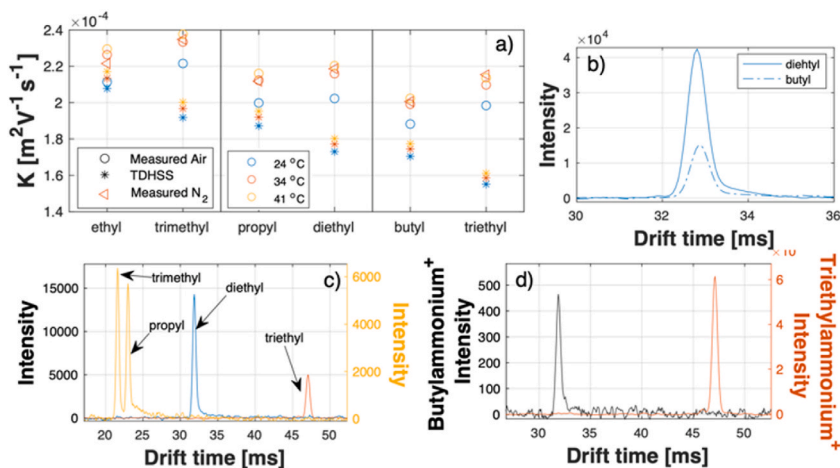 ×10⁻⁴
2.4
2.2
2
1.8
1.6
1.4
K [m²V⁻¹s⁻¹]
a)
Measured Air
TDHSS
Measured N₂
24 °C
34 °C
41 °C
ethyl trimethyl propyl diethyl butyl triethyl
×10⁴
b)
diehtyl
butyl
4
3
2
1
0
Intensity
30 32 34 36
Drift time [ms]
c)
trimethyl
propyl
diethyl
triethyl
15000
10000
5000
0
Intensity
6000
4000
2000
0
Intensity
20 25 30 35 40 45 50
Drift time [ms]
d)
500
400
300
200
100
0
Butylammonium⁺
Intensity
6
4
2
0
Triethylammonium⁺
Intensity
30 35 40 45 50
Drift time [ms]